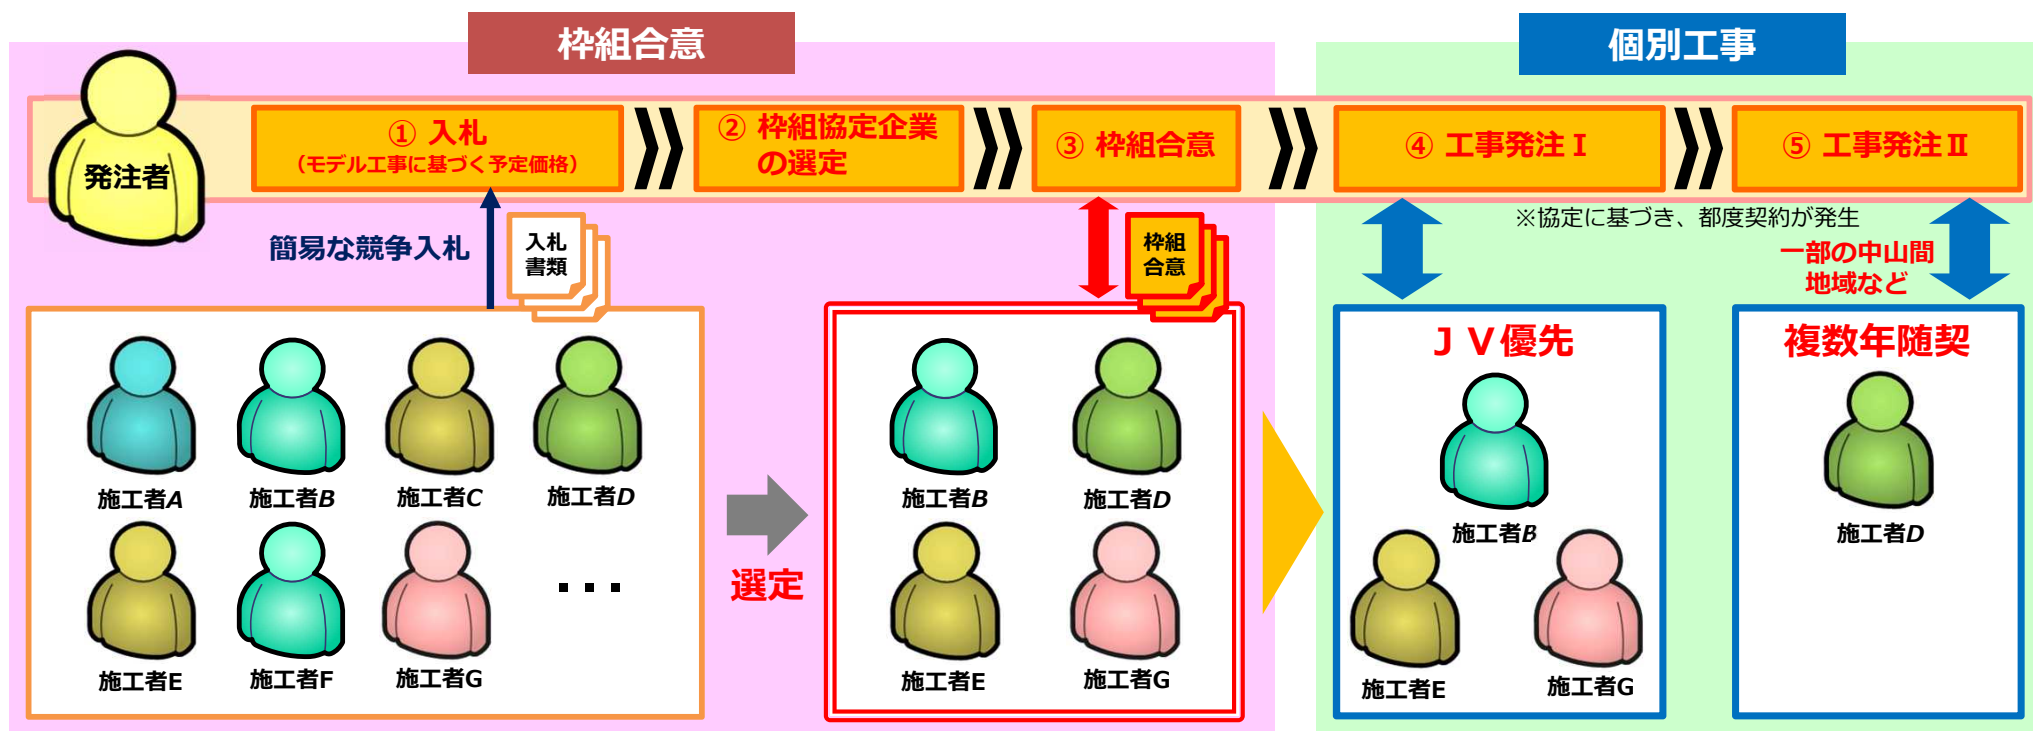 枠組合意
個別工事
発注者
① 入札
（モデル工事に基づく予定価格）
② 枠組協定企業
の選定
③ 枠組合意
④ 工事発注Ⅰ
⑤ 工事発注Ⅱ
※協定に基づき、都度契約が発生
簡易な競争入札
入札
書類
枠組
合意
一部の中山間
地域など
施工者A
施工者B
施工者C
施工者D
施工者E
施工者F
施工者G
・・・
選定
施工者B
施工者D
施工者E
施工者G
ＪＶ優先
施工者B
施工者E
施工者G
複数年随契
施工者D